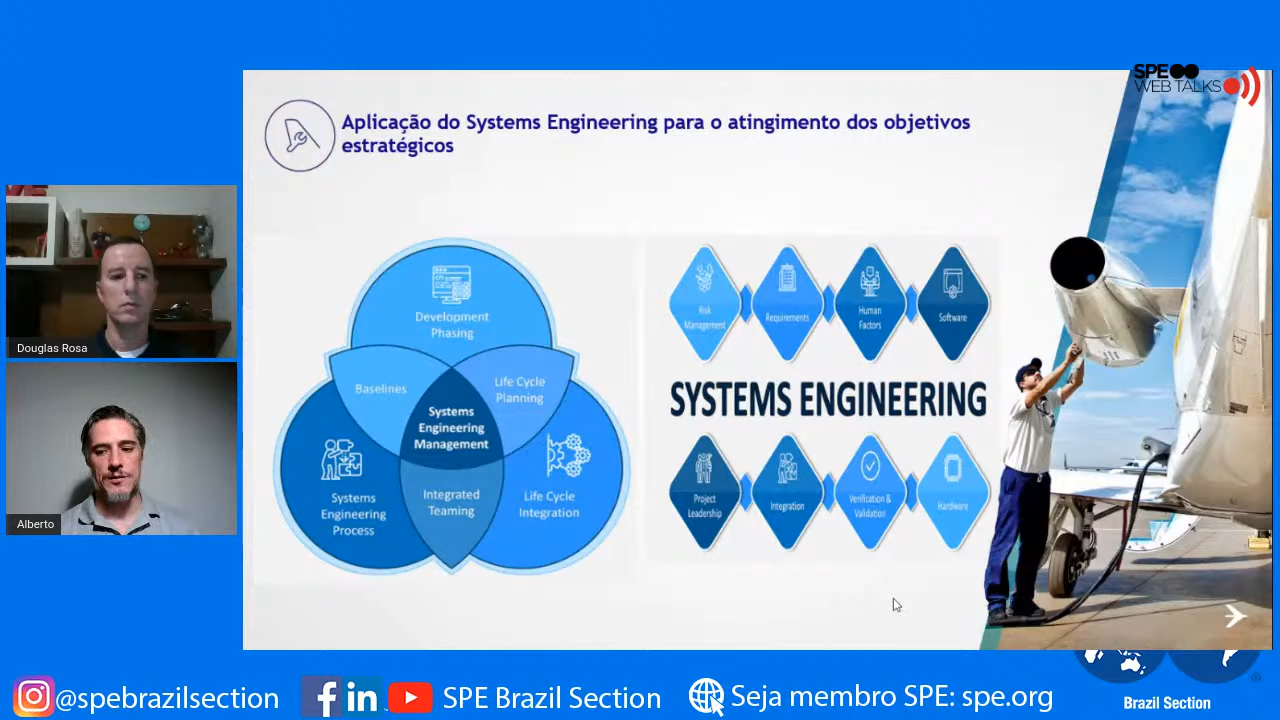 SPE
WEB TALKS
Aplicação do Systems Engineering para o atingimento dos objetivos
estratégicos
Development
Phasing
Baselines
Life Cycle
Planning
Systems
Engineering
Management
Systems
Engineering
Process
Integrated
Teaming
Life Cycle
Integration
Risk
Management
Requirements
Human
Factors
Software
SYSTEMS ENGINEERING
Project
Leadership
Integration
Verification &
Validation
Hardware
Douglas Rosa
Alberto
@spebrazilsection
SPE Brazil Section
Seja membro SPE: spe.org
Brazil Section